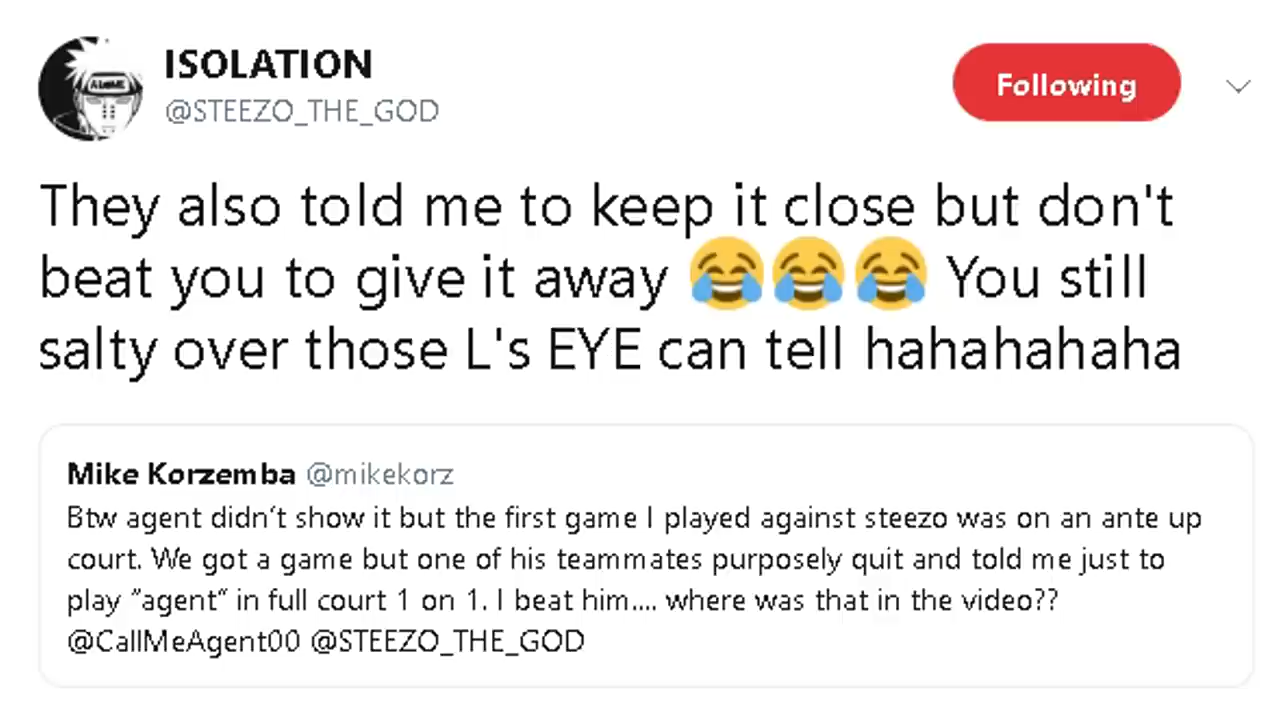 ISOLATION
@STEEZO_THE_GOD
Following
They also told me to keep it close but don't
beat you to give it away 😂😂😂 You still
salty over those L's EYE can tell hahahahaha
Mike Korzemba @mikekorz
Btw agent didn’t show it but the first game I played against steezo was on an ante up
court. We got a game but one of his teammates purposely quit and told me just to
play “agent” in full court 1 on 1. I beat him.... where was that in the video??
@CallMeAgent00 @STEEZO_THE_GOD